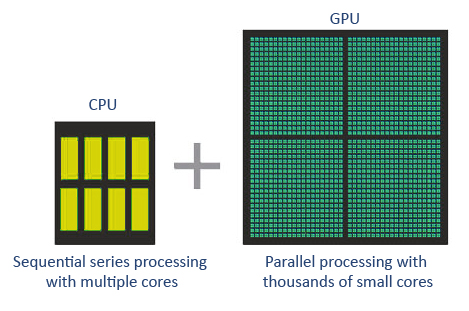 GPU
CPU
Sequential series processing
with multiple cores
Parallel processing with
thousands of small cores